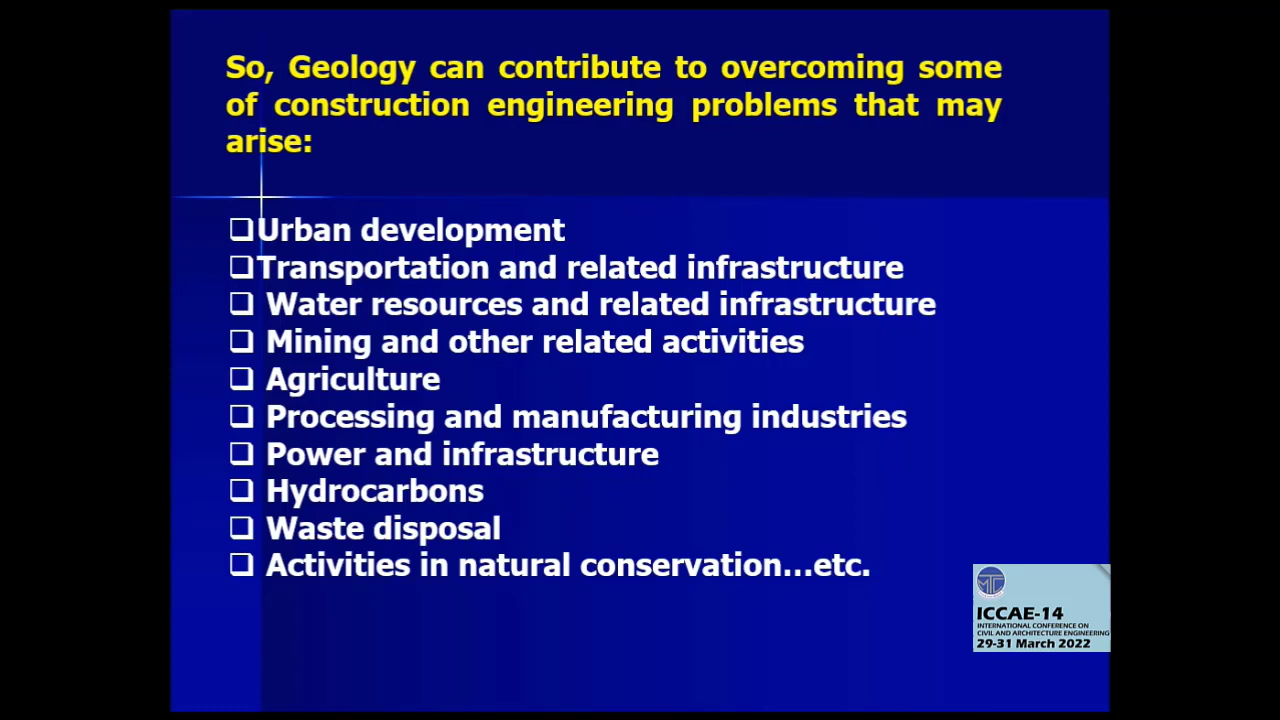 So, Geology can contribute to overcoming some
of construction engineering problems that may
arise:
❑Urban development
❑Transportation and related infrastructure
❑ Water resources and related infrastructure
❑ Mining and other related activities
❑ Agriculture
❑ Processing and manufacturing industries
❑ Power and infrastructure
❑ Hydrocarbons
❑ Waste disposal
❑ Activities in natural conservation…etc.
MTC
ICCAE-14
INTERNATIONAL CONFERENCE ON
CIVIL AND ARCHITECTURE ENGINEERING
29-31 March 2022